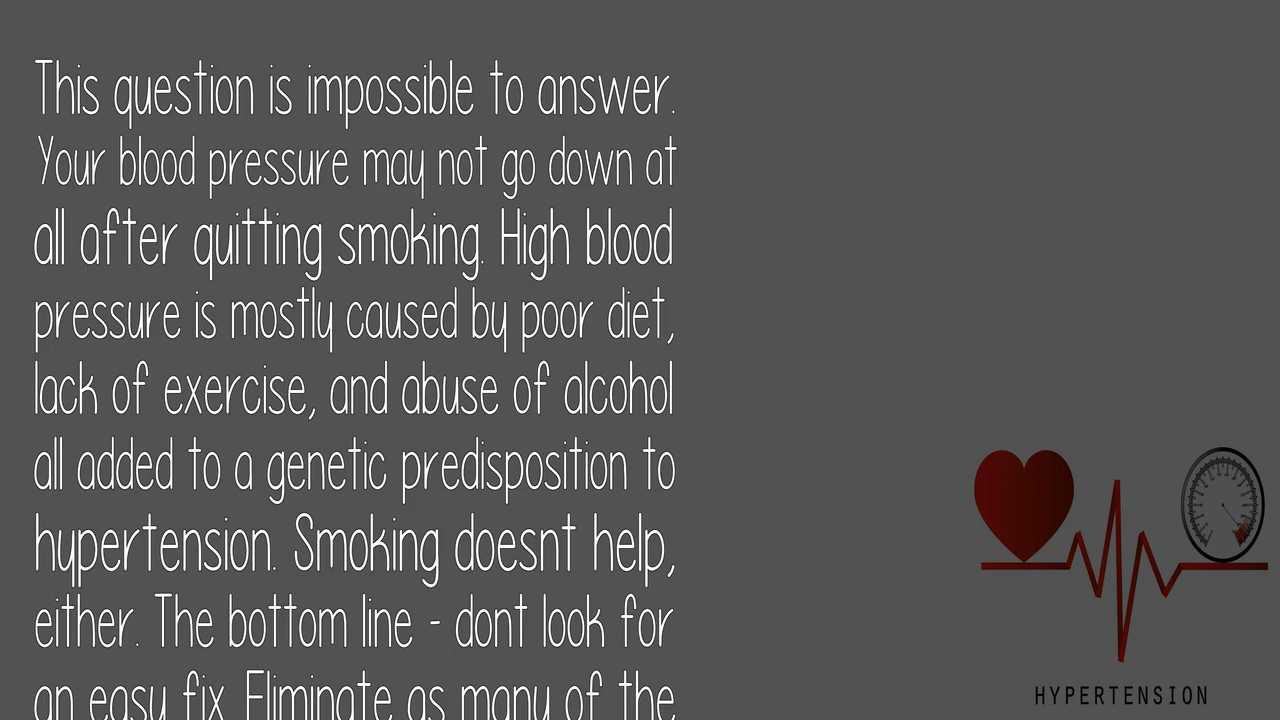 This question is impossible to answer.
Your blood pressure may not go down at
all after quitting smoking. High blood
pressure is mostly caused by poor diet,
lack of exercise, and abuse of alcohol
all added to a genetic predisposition to
hypertension. Smoking doesnt help,
either. The bottom line - dont look for
an easy fix. Eliminate as many of the
HYPERTENSION